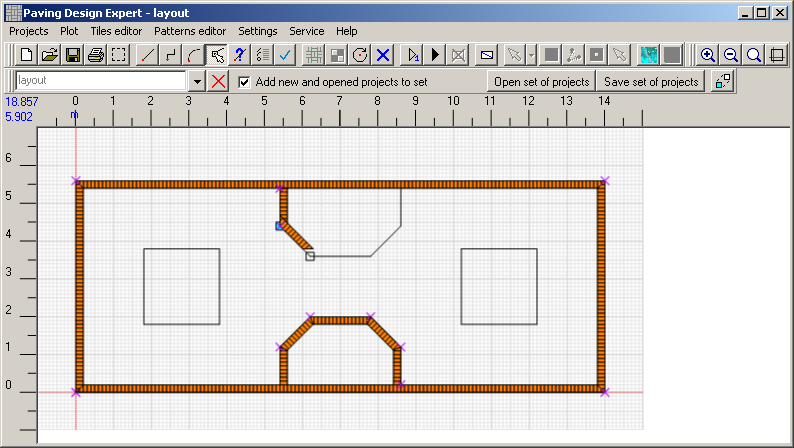 Paving Design Expert - layout
Projects Plot Tiles editor Patterns editor Settings Service Help
layout Add new and opened projects to set Open set of projects Save set of projects
18.857 0 1 2 3 4 5 6 7 8 9 10 11 12 13 14
5.902 m
6
5
4
3
2
1
0